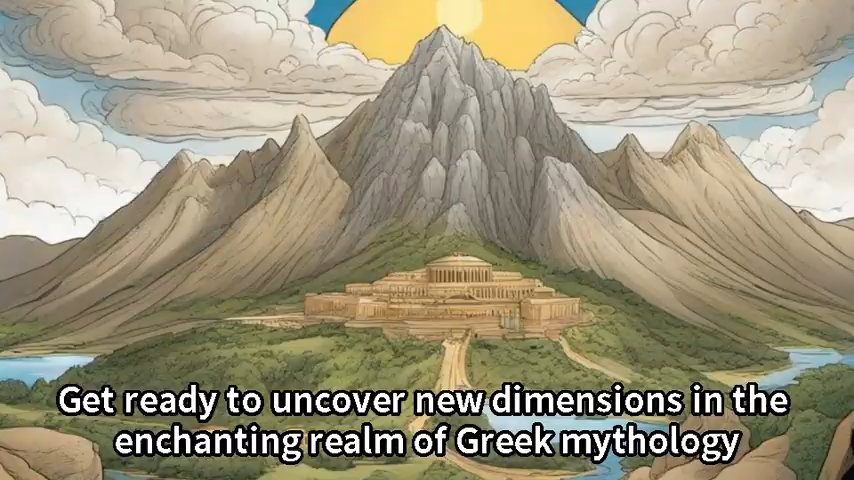 Get ready to uncover new dimensions in the
enchanting realm of Greek mythology